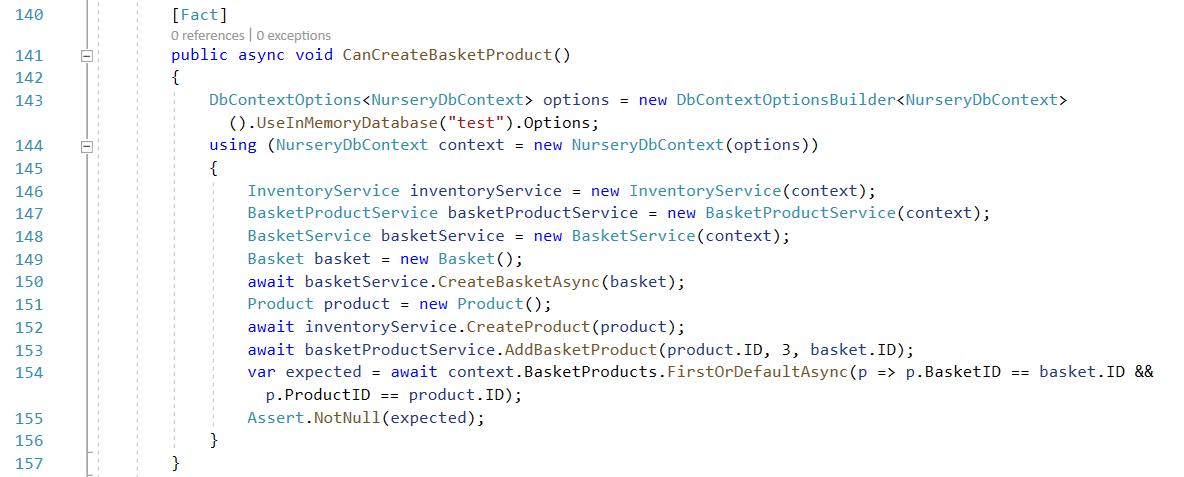 140 [Fact]
0 references | 0 exceptions
141 public async void CanCreateBasketProduct()
142 {
143 DbContextOptions<NurseryDbContext> options = new DbContextOptionsBuilder<NurseryDbContext>
().UseInMemoryDatabase("test").Options;
144 using (NurseryDbContext context = new NurseryDbContext(options))
145 {
146 InventoryService inventoryService = new InventoryService(context);
147 BasketProductService basketProductService = new BasketProductService(context);
148 BasketService basketService = new BasketService(context);
149 Basket basket = new Basket();
150 await basketService.CreateBasketAsync(basket);
151 Product product = new Product();
152 await inventoryService.CreateProduct(product);
153 await basketProductService.AddBasketProduct(product.ID, 3, basket.ID);
154 var expected = await context.BasketProducts.FirstOrDefaultAsync(p => p.BasketID == basket.ID &&
p.ProductID == product.ID);
155 Assert.NotNull(expected);
156 }
157 }